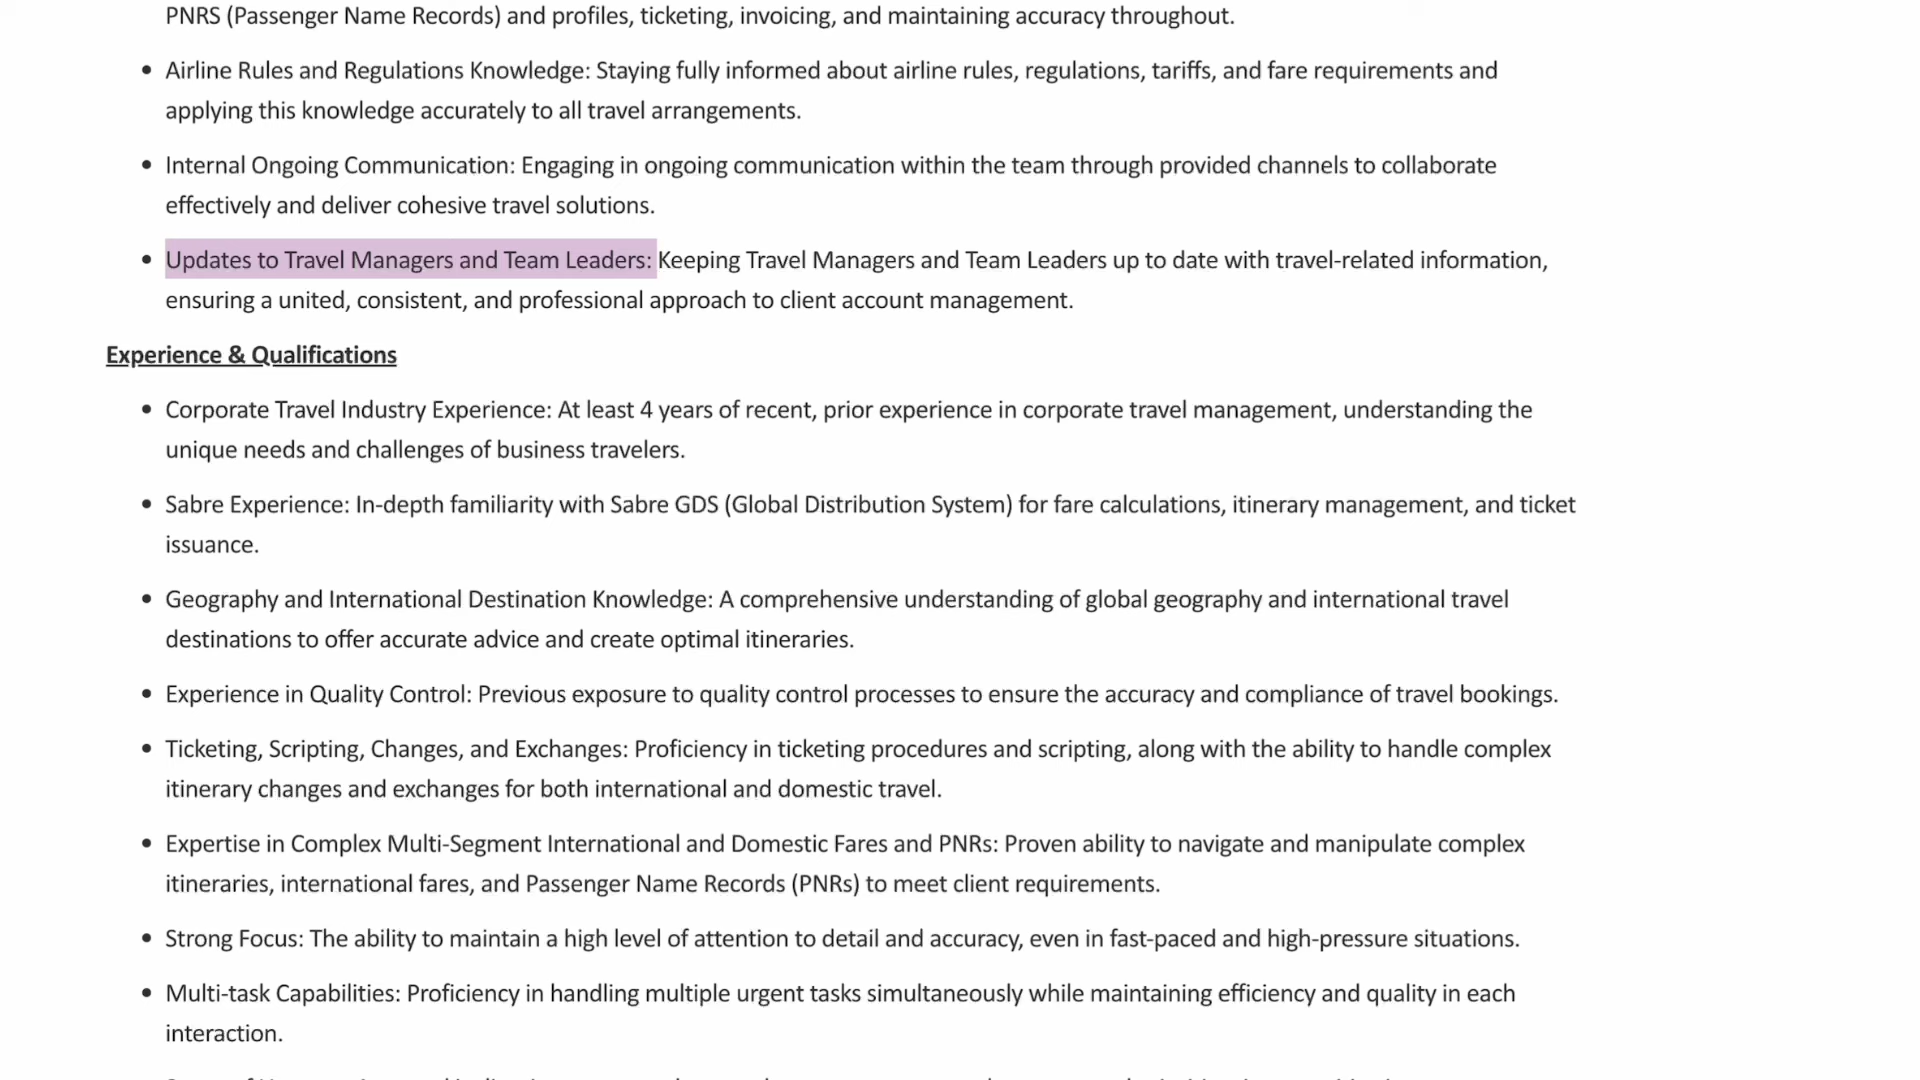 PNRS (Passenger Name Records) and profiles, ticketing, invoicing, and maintaining accuracy throughout.
• Airline Rules and Regulations Knowledge: Staying fully informed about airline rules, regulations, tariffs, and fare requirements and
applying this knowledge accurately to all travel arrangements.
• Internal Ongoing Communication: Engaging in ongoing communication within the team through provided channels to collaborate
effectively and deliver cohesive travel solutions.
• Updates to Travel Managers and Team Leaders: Keeping Travel Managers and Team Leaders up to date with travel-related information,
ensuring a united, consistent, and professional approach to client account management.
Experience & Qualifications
• Corporate Travel Industry Experience: At least 4 years of recent, prior experience in corporate travel management, understanding the
unique needs and challenges of business travelers.
• Sabre Experience: In-depth familiarity with Sabre GDS (Global Distribution System) for fare calculations, itinerary management, and ticket
issuance.
• Geography and International Destination Knowledge: A comprehensive understanding of global geography and international travel
destinations to offer accurate advice and create optimal itineraries.
• Experience in Quality Control: Previous exposure to quality control processes to ensure the accuracy and compliance of travel bookings.
• Ticketing, Scripting, Changes, and Exchanges: Proficiency in ticketing procedures and scripting, along with the ability to handle complex
itinerary changes and exchanges for both international and domestic travel.
• Expertise in Complex Multi-Segment International and Domestic Fares and PNRs: Proven ability to navigate and manipulate complex
itineraries, international fares, and Passenger Name Records (PNRs) to meet client requirements.
• Strong Focus: The ability to maintain a high level of attention to detail and accuracy, even in fast-paced and high-pressure situations.
• Multi-task Capabilities: Proficiency in handling multiple urgent tasks simultaneously while maintaining efficiency and quality in each
interaction.